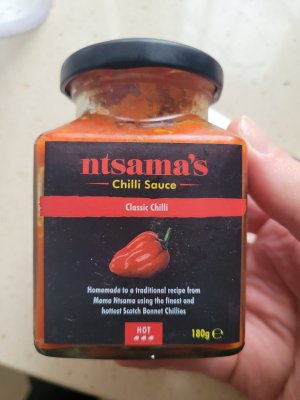 ntsama's
Chilli Sauce
Classic Chilli
Homemade to a traditional recipe from
Mama Ntsama using the finest and
hottest Scotch Bonnet Chillies
HOT
180g ℮